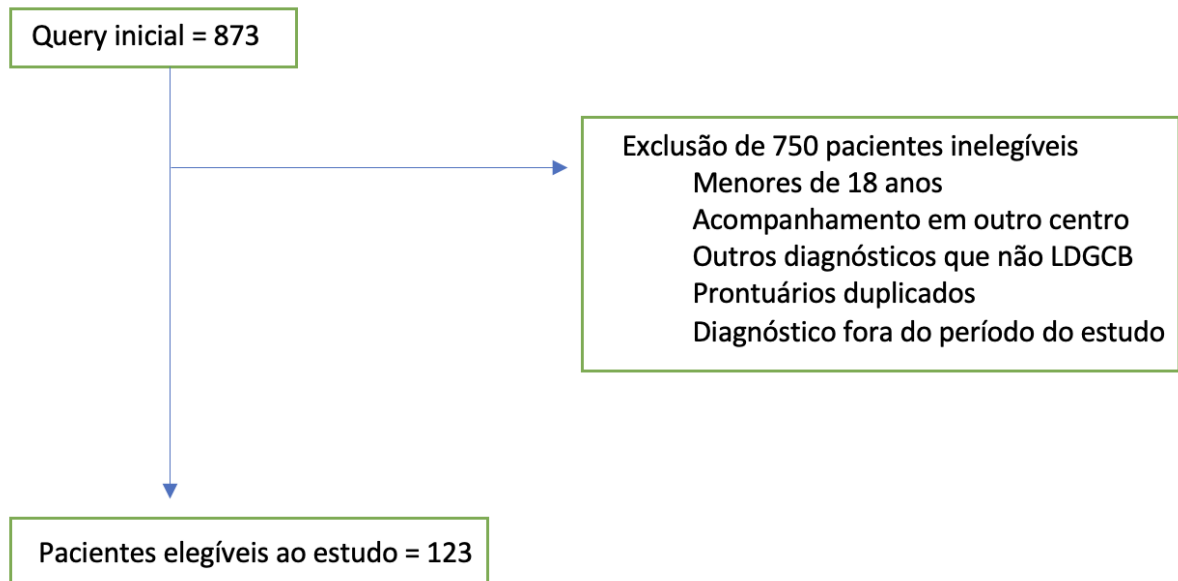 Query inicial = 873
Exclusão de 750 pacientes inelegíveis
Menores de 18 anos
Acompanhamento em outro centro
Outros diagnósticos que não LDGCB
Prontuários duplicados
Diagnóstico fora do período do estudo
Pacientes elegíveis ao estudo = 123